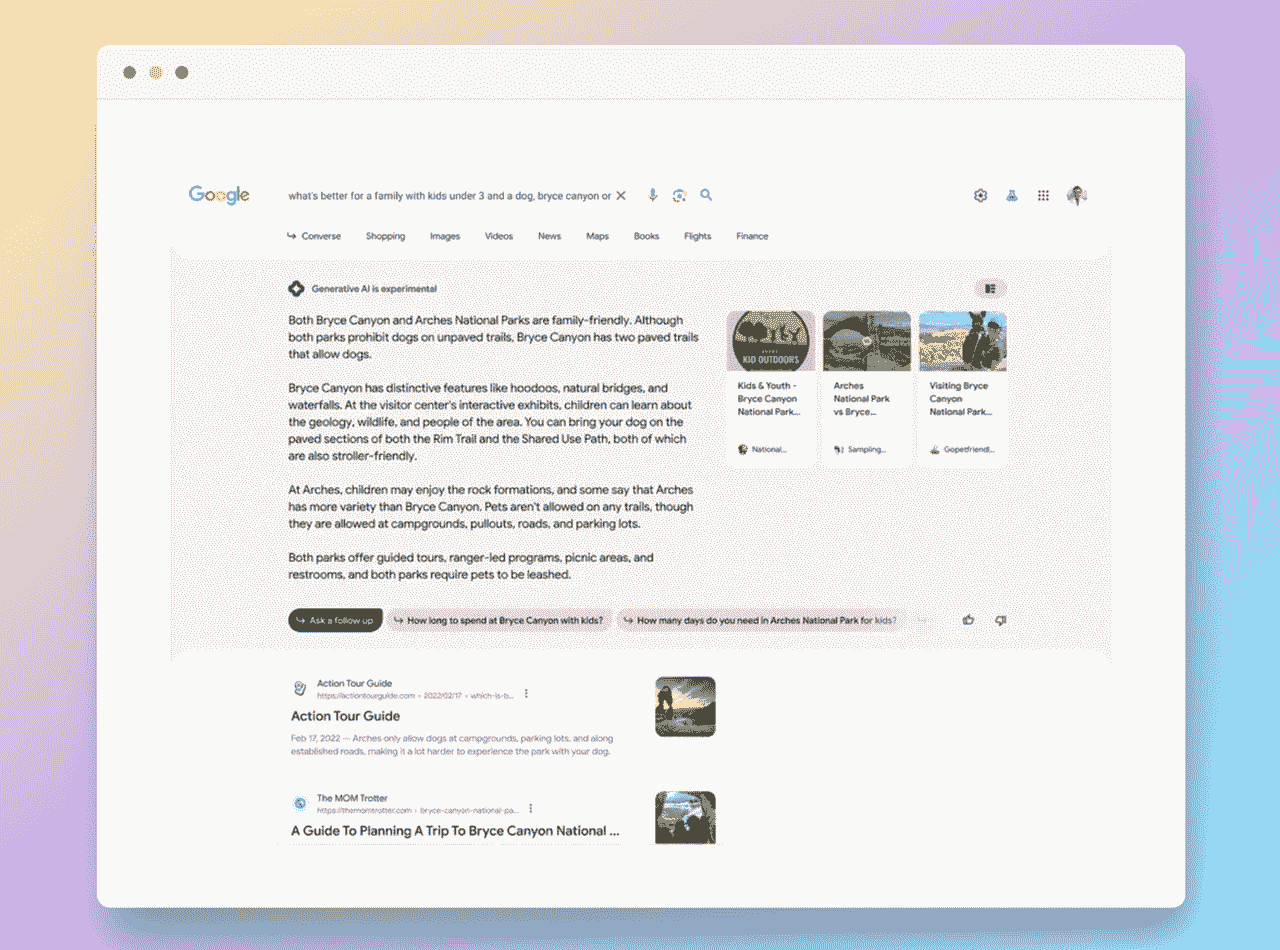 Google
what's better for a family with kids under 3 and a dog, bryce canyon or
Converse
Shopping
Images
Videos
News
Maps
Books
Flights
Finance
Generative AI is experimental
Both Bryce Canyon and Arches National Parks are family-friendly. Although
both parks prohibit dogs on unpaved trails, Bryce Canyon has two paved trails
that allow dogs.
Bryce Canyon has distinctive features like hoodoos, natural bridges, and
waterfalls. At the visitor center's interactive exhibits, children can learn about
the geology, wildlife, and people of the area. You can bring your dog on the
paved sections of both the Rim Trail and the Shared Use Path, both of which
are also stroller-friendly.
At Arches, children may enjoy the rock formations, and some say that Arches
has more variety than Bryce Canyon. Pets aren't allowed on any trails, though
they are allowed at campgrounds, pullouts, roads, and parking lots.
Both parks offer guided tours, ranger-led programs, picnic areas, and
restrooms, and both parks require pets to be leashed.
KID OUTDOORS
Kids & Youth -
Bryce Canyon
National Park...
National...
Arches
National Park
vs Bryce...
Sampling...
Visiting Bryce
Canyon
National Park...
Gopetfriendl...
Ask a follow up
How long to spend at Bryce Canyon with kids?
How many days do you need in Arches National Park for kids?
Action Tour Guide
https://actiontourguide.com › 2022/02/17 › which-is-b...
Action Tour Guide
Feb 17, 2022 — Arches only allow dogs at campgrounds, parking lots, and along
established roads, making it a lot harder to experience the park with your dog.
The MOM Trotter
https://themomtrotter.com › bryce-canyon-national-pa...
A Guide To Planning A Trip To Bryce Canyon National ...